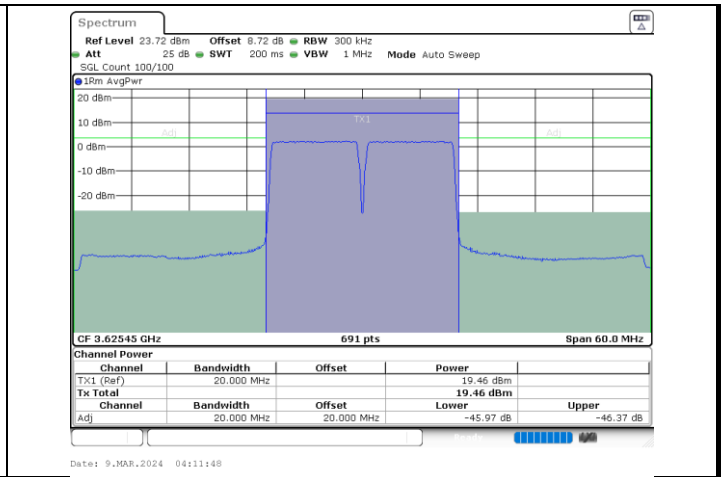 Spectrum
Ref Level 23.72 dBm Offset 8.72 dB RBW 300 kHz
Att 25 dB SWT 200 ms VBW 1 MHz Mode Auto Sweep
SGL Count 100/100
1Rm AvgPwr
20 dBm
TX1
10 dBm
Adj Adj
0 dBm
-10 dBm
-20 dBm
CF 3.62545 GHz 691 pts Span 60.0 MHz
Channel Power
Channel Bandwidth Offset Power
TX1 (Ref) 20.000 MHz 19.46 dBm
Tx Total 19.46 dBm
Channel Bandwidth Offset Lower Upper
Adj 20.000 MHz 20.000 MHz -45.97 dB -46.37 dB
Ready
Date: 9.MAR.2024 04:11:48